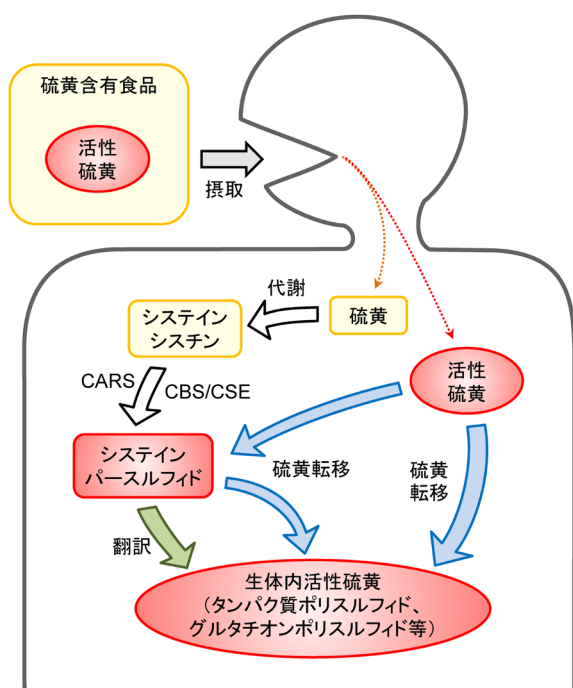 硫黄含有食品
活性
硫黄
摂取
代謝
硫黄
システイン
シスチン
CARS
CBS/CSE
活性
硫黄
システイン
パースルフィド
硫黄転移
硫黄
転移
翻訳
生体内活性硫黄
（タンパク質ポリスルフィド、
グルタチオンポリスルフィド等）